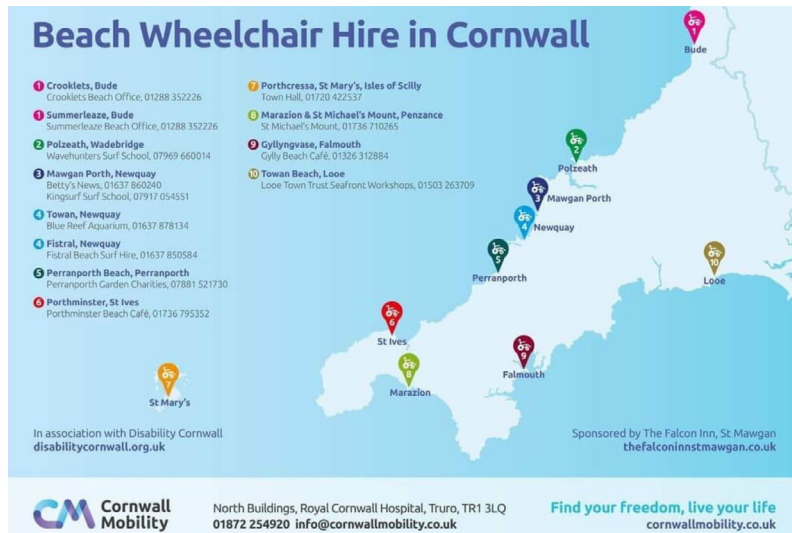 Beach Wheelchair Hire in Cornwall
1 Crooklets, Bude
Crooklets Beach Office, 01288 352226
1 Summerleaze, Bude
Summerleaze Beach Office, 01288 352226
2 Polzeath, Wadebridge
Wavehunters Surf School, 07969 660014
3 Mawgan Porth, Newquay
Betty's News, 01637 860240
Kingsurf Surf School, 07917 054551
4 Towan, Newquay
Blue Reef Aquarium, 01637 878134
4 Fistral, Newquay
Fistral Beach Surf Hire, 01637 850584
5 Perranporth Beach, Perranporth
Perranporth Garden Charities, 07881 521730
6 Porthminster, St Ives
Porthminster Beach Café, 01736 795352
7 Porthcressa, St Mary's, Isles of Scilly
Town Hall, 01720 422537
8 Marazion & St Michael's Mount, Penzance
St Michael's Mount, 01736 710265
9 Gyllyngvase, Falmouth
Gylly Beach Café, 01326 312884
10 Towan Beach, Looe
Looe Town Trust Seafront Workshops, 01503 263709
1
Bude
2
Polzeath
3
Mawgan Porth
4
Newquay
5
Perranporth
10
Looe
6
St Ives
9
Falmouth
8
Marazion
7
St Mary's
In association with Disability Cornwall
disabilitycornwall.org.uk
Sponsored by The Falcon Inn, St Mawgan
thefalconinnstmawgan.co.uk
CM Cornwall
Mobility
North Buildings, Royal Cornwall Hospital, Truro, TR1 3LQ
01872 254920 info@cornwallmobility.co.uk
Find your freedom, live your life
cornwallmobility.co.uk